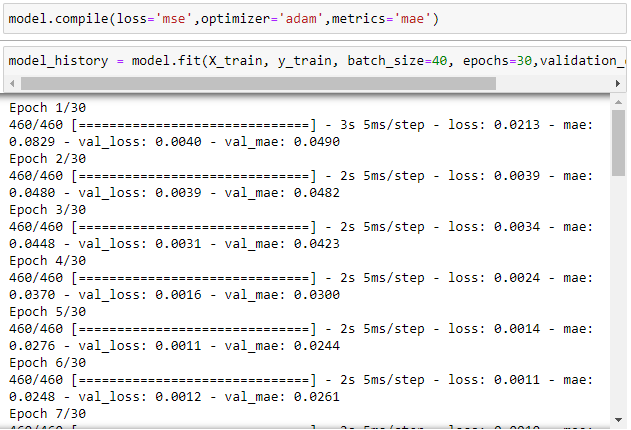 model.compile(loss='mse',optimizer='adam',metrics='mae')
model_history = model.fit(X_train, y_train, batch_size=40, epochs=30,validation_
Epoch 1/30
460/460 [==============================] - 3s 5ms/step - loss: 0.0213 - mae:
0.0829 - val_loss: 0.0040 - val_mae: 0.0490
Epoch 2/30
460/460 [==============================] - 2s 5ms/step - loss: 0.0039 - mae:
0.0480 - val_loss: 0.0039 - val_mae: 0.0482
Epoch 3/30
460/460 [==============================] - 2s 5ms/step - loss: 0.0034 - mae:
0.0448 - val_loss: 0.0031 - val_mae: 0.0423
Epoch 4/30
460/460 [==============================] - 2s 5ms/step - loss: 0.0024 - mae:
0.0370 - val_loss: 0.0016 - val_mae: 0.0300
Epoch 5/30
460/460 [==============================] - 2s 5ms/step - loss: 0.0014 - mae:
0.0276 - val_loss: 0.0011 - val_mae: 0.0244
Epoch 6/30
460/460 [==============================] - 2s 5ms/step - loss: 0.0011 - mae:
0.0248 - val_loss: 0.0012 - val_mae: 0.0261
Epoch 7/30